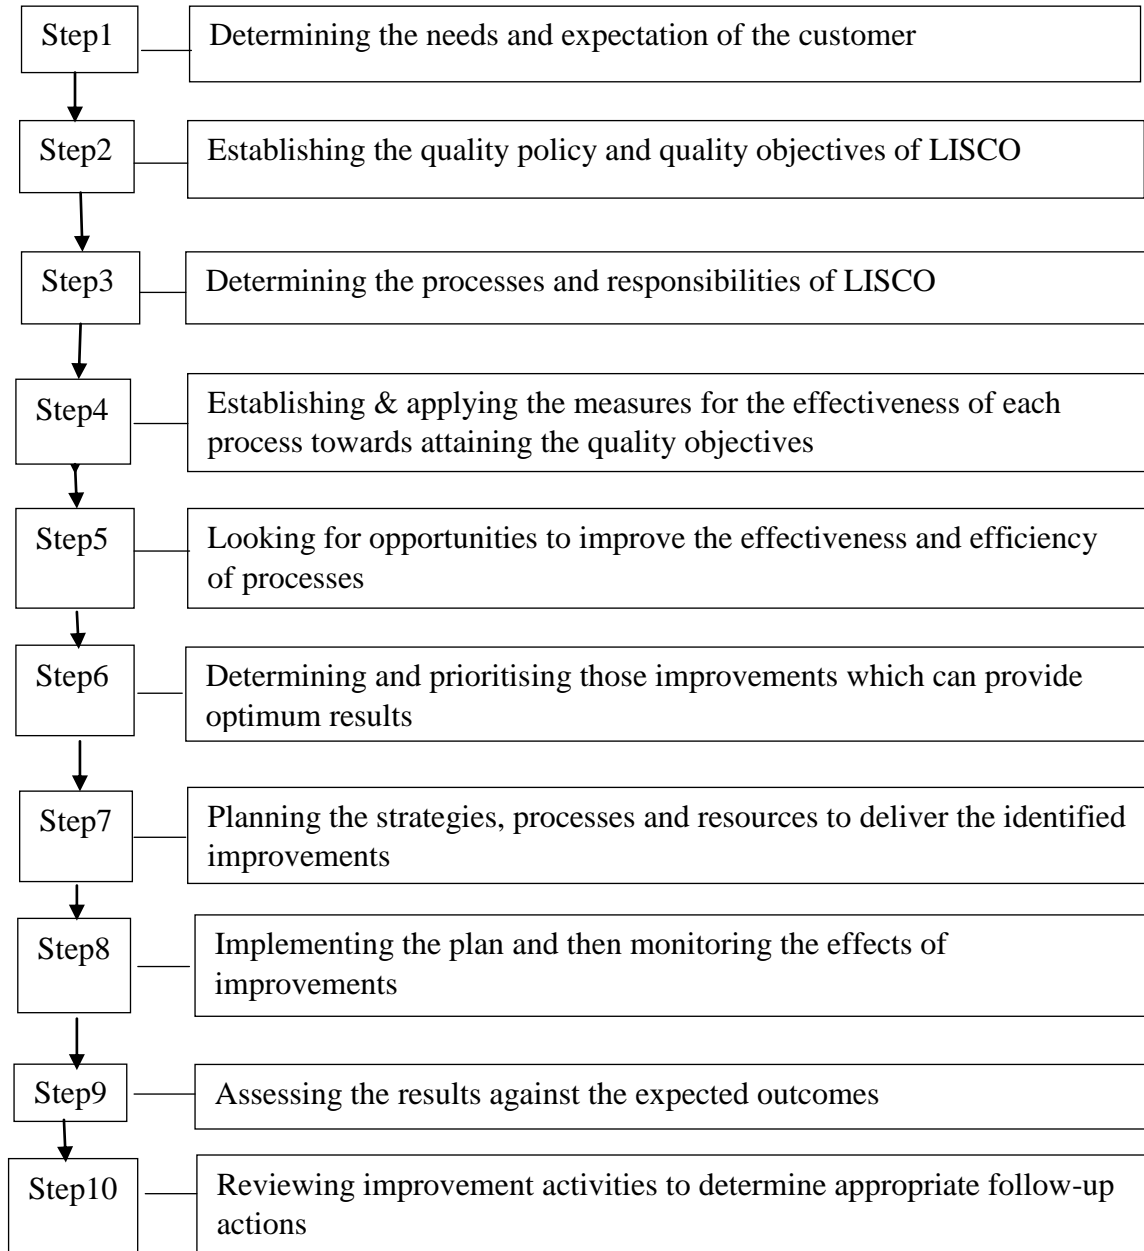 Step1
Determining the needs and expectation of the customer
Step2
Establishing the quality policy and quality objectives of LISCO
Step3
Determining the processes and responsibilities of LISCO
Step4
Establishing & applying the measures for the effectiveness of each
process towards attaining the quality objectives
Step5
Looking for opportunities to improve the effectiveness and efficiency
of processes
Step6
Determining and prioritising those improvements which can provide
optimum results
Step7
Planning the strategies, processes and resources to deliver the identified
improvements
Step8
Implementing the plan and then monitoring the effects of
improvements
Step9
Assessing the results against the expected outcomes
Step10
Reviewing improvement activities to determine appropriate follow-up
actions